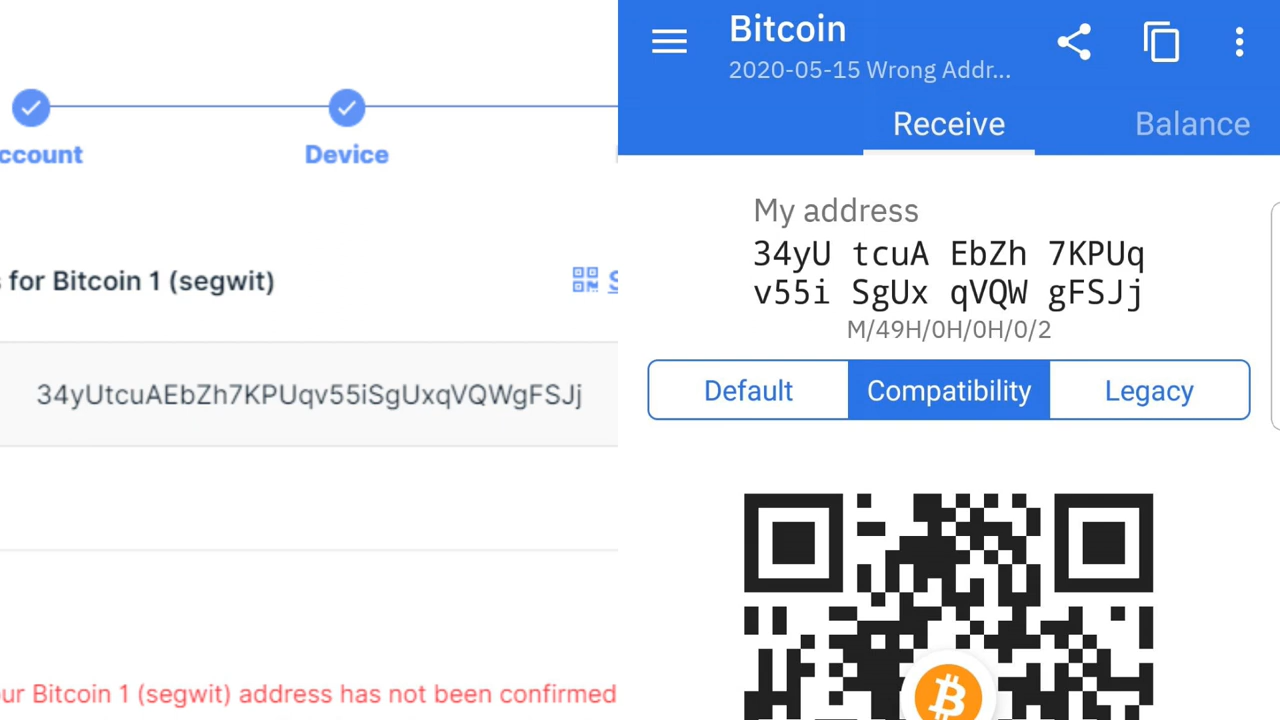 ccount
Device
s for Bitcoin 1 (segwit)
34yUtcuAEbZh7KPUqv55iSgUxqVQWgFSJj
ur Bitcoin 1 (segwit) address has not been confirmed
Bitcoin
2020-05-15 Wrong Addr...
Receive
Balance
My address
34yU tcuA EbZh 7KPUq
v55i SgUx qVQW gFSJj
M/49H/0H/0H/0/2
Default
Compatibility
Legacy